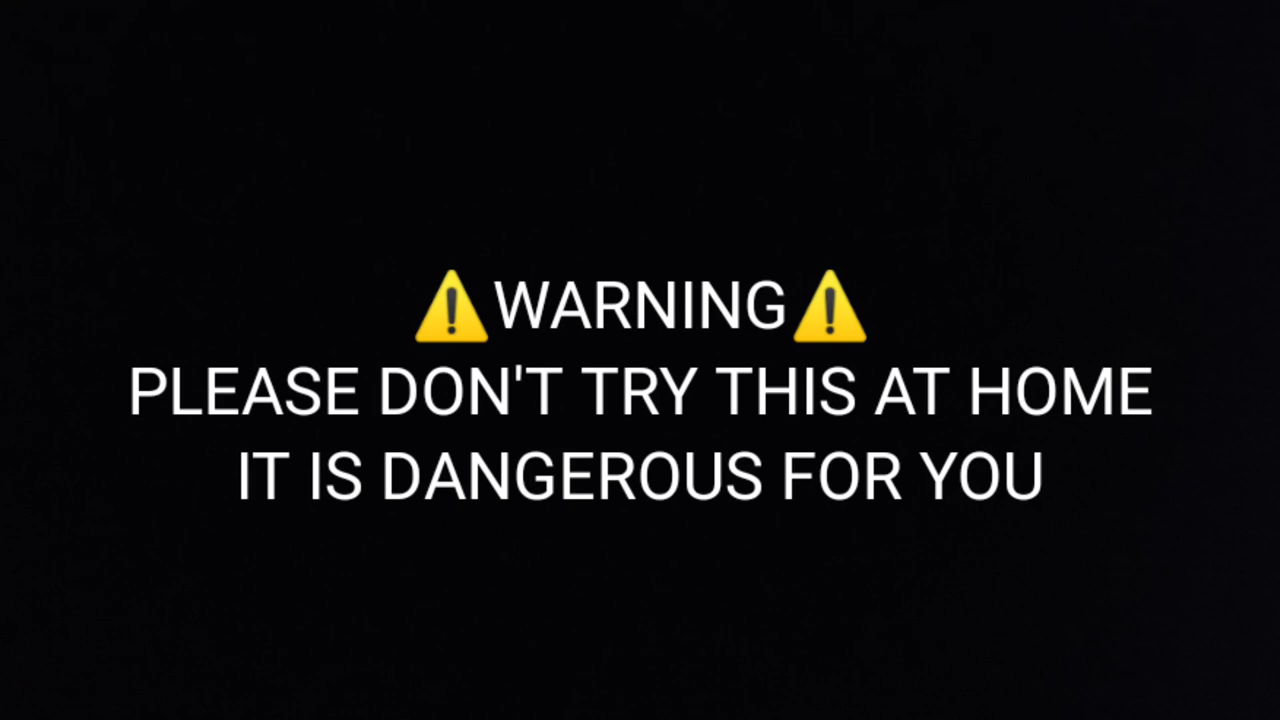 ⚠️WARNING⚠️
PLEASE DON'T TRY THIS AT HOME
IT IS DANGEROUS FOR YOU